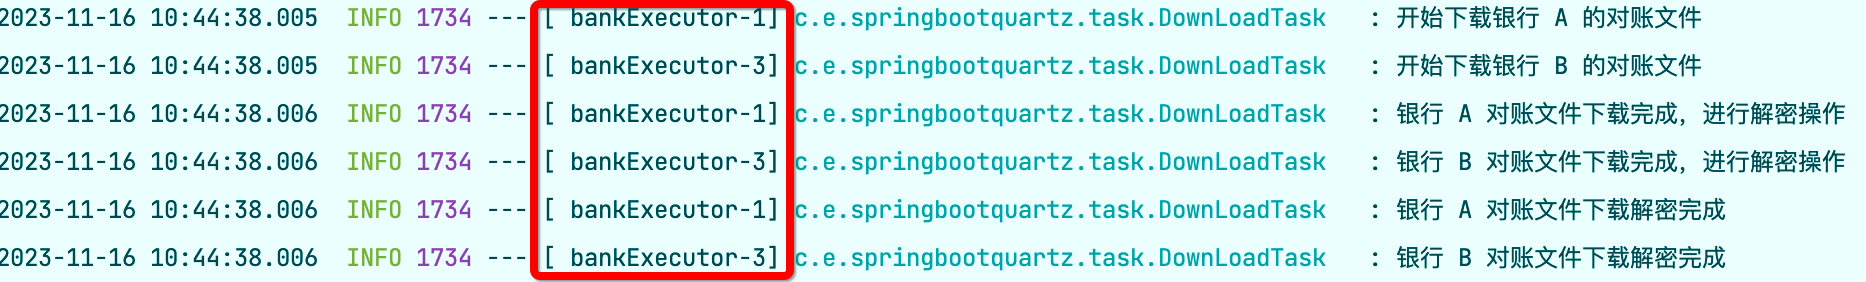 2023-11-16 10:44:38.005  INFO 1734 --- [ bankExecutor-1] c.e.springbootquartz.task.DownLoadTask   : 开始下载银行 A 的对账文件
2023-11-16 10:44:38.005  INFO 1734 --- [ bankExecutor-3] c.e.springbootquartz.task.DownLoadTask   : 开始下载银行 B 的对账文件
2023-11-16 10:44:38.006  INFO 1734 --- [ bankExecutor-1] c.e.springbootquartz.task.DownLoadTask   : 银行 A 对账文件下载完成，进行解密操作
2023-11-16 10:44:38.006  INFO 1734 --- [ bankExecutor-3] c.e.springbootquartz.task.DownLoadTask   : 银行 B 对账文件下载完成，进行解密操作
2023-11-16 10:44:38.006  INFO 1734 --- [ bankExecutor-1] c.e.springbootquartz.task.DownLoadTask   : 银行 A 对账文件下载解密完成
2023-11-16 10:44:38.006  INFO 1734 --- [ bankExecutor-3] c.e.springbootquartz.task.DownLoadTask   : 银行 B 对账文件下载解密完成